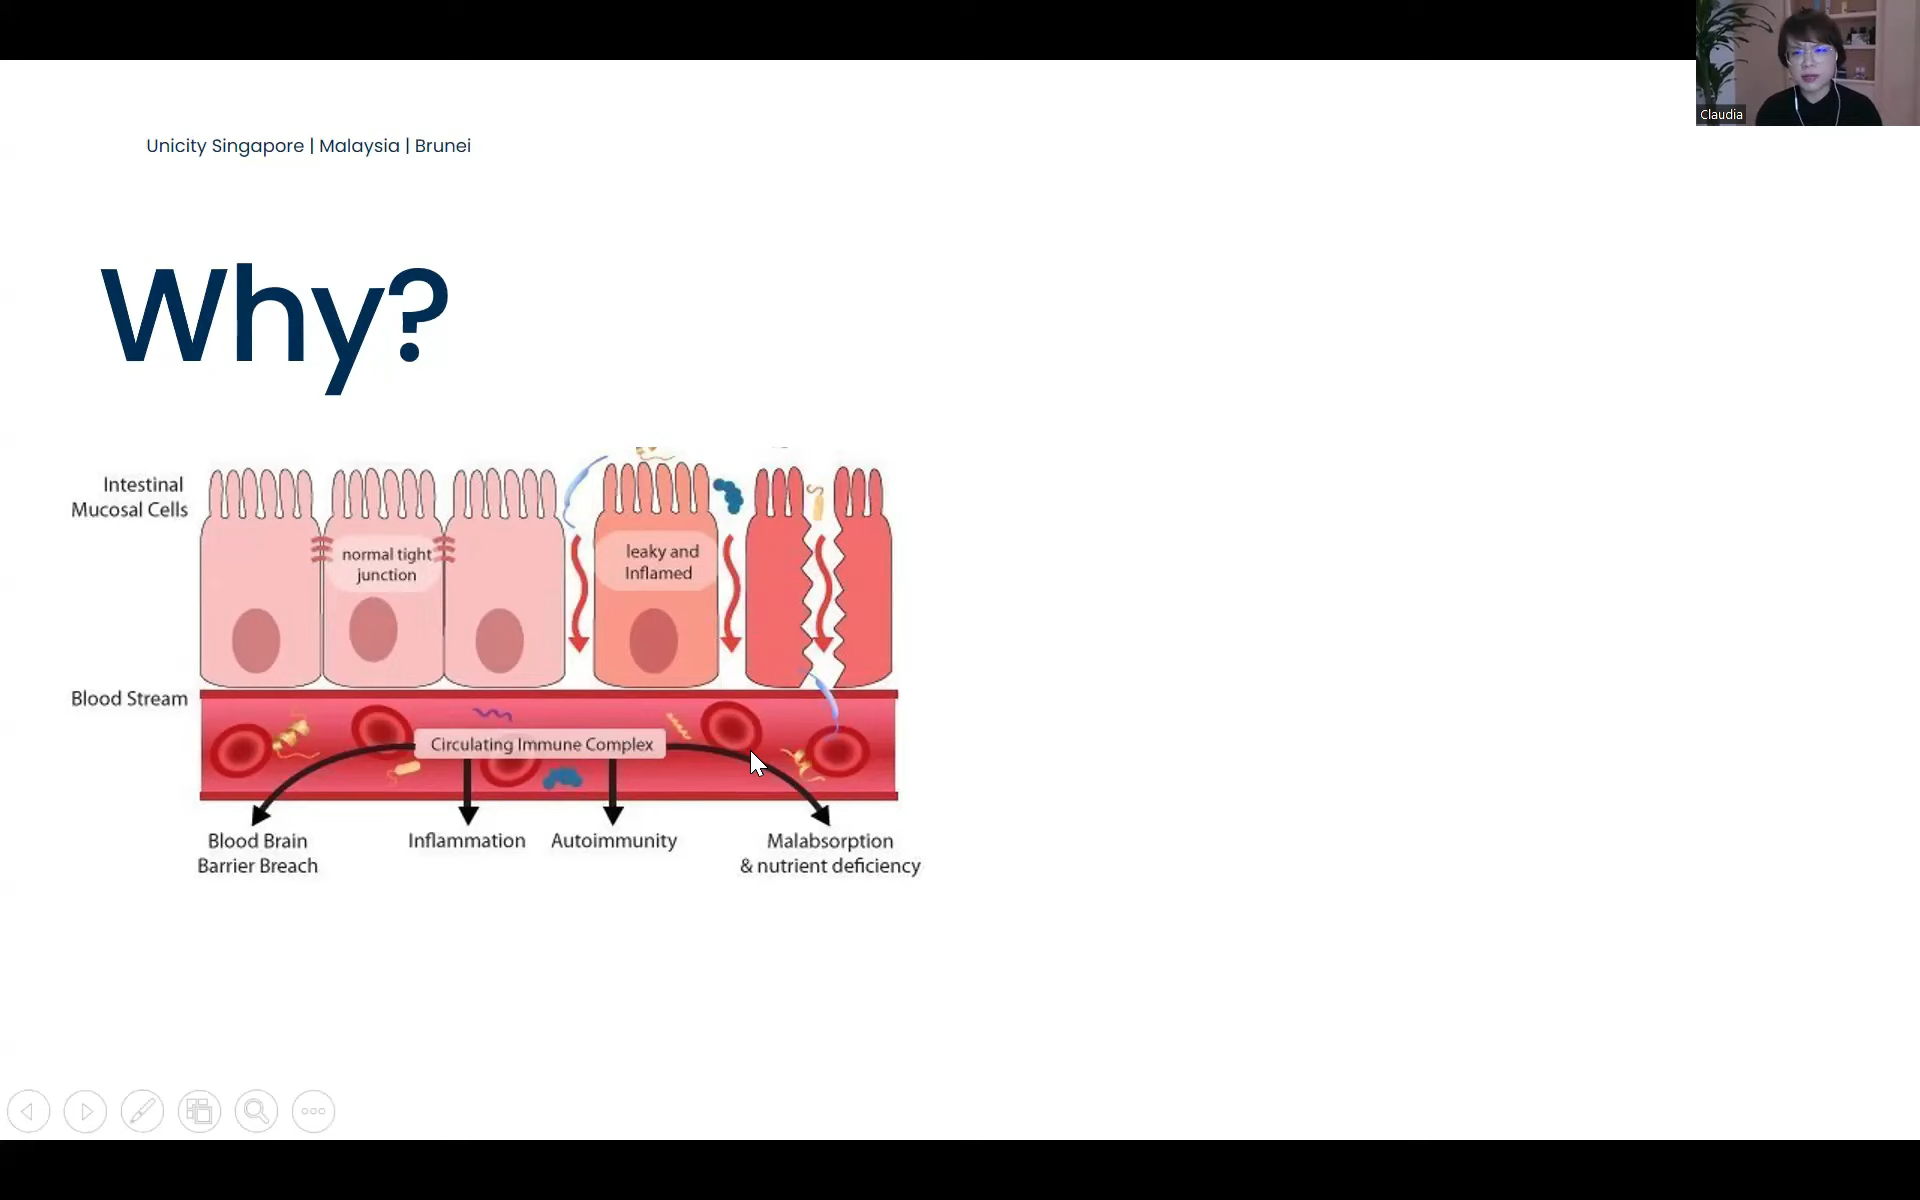 Claudia
Unicity Singapore | Malaysia | Brunei
Why?
Intestinal
Mucosal Cells
normal tight
junction
leaky and
Inflamed
Blood Stream
Circulating Immune Complex
Blood Brain
Barrier Breach
Inflammation
Autoimmunity
Malabsorption
& nutrient deficiency